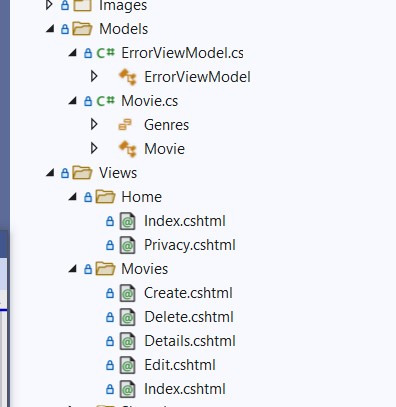 Images
Models
C# ErrorViewModel.cs
ErrorViewModel
C# Movie.cs
Genres
Movie
Views
Home
Index.cshtml
Privacy.cshtml
Movies
Create.cshtml
Delete.cshtml
Details.cshtml
Edit.cshtml
Index.cshtml